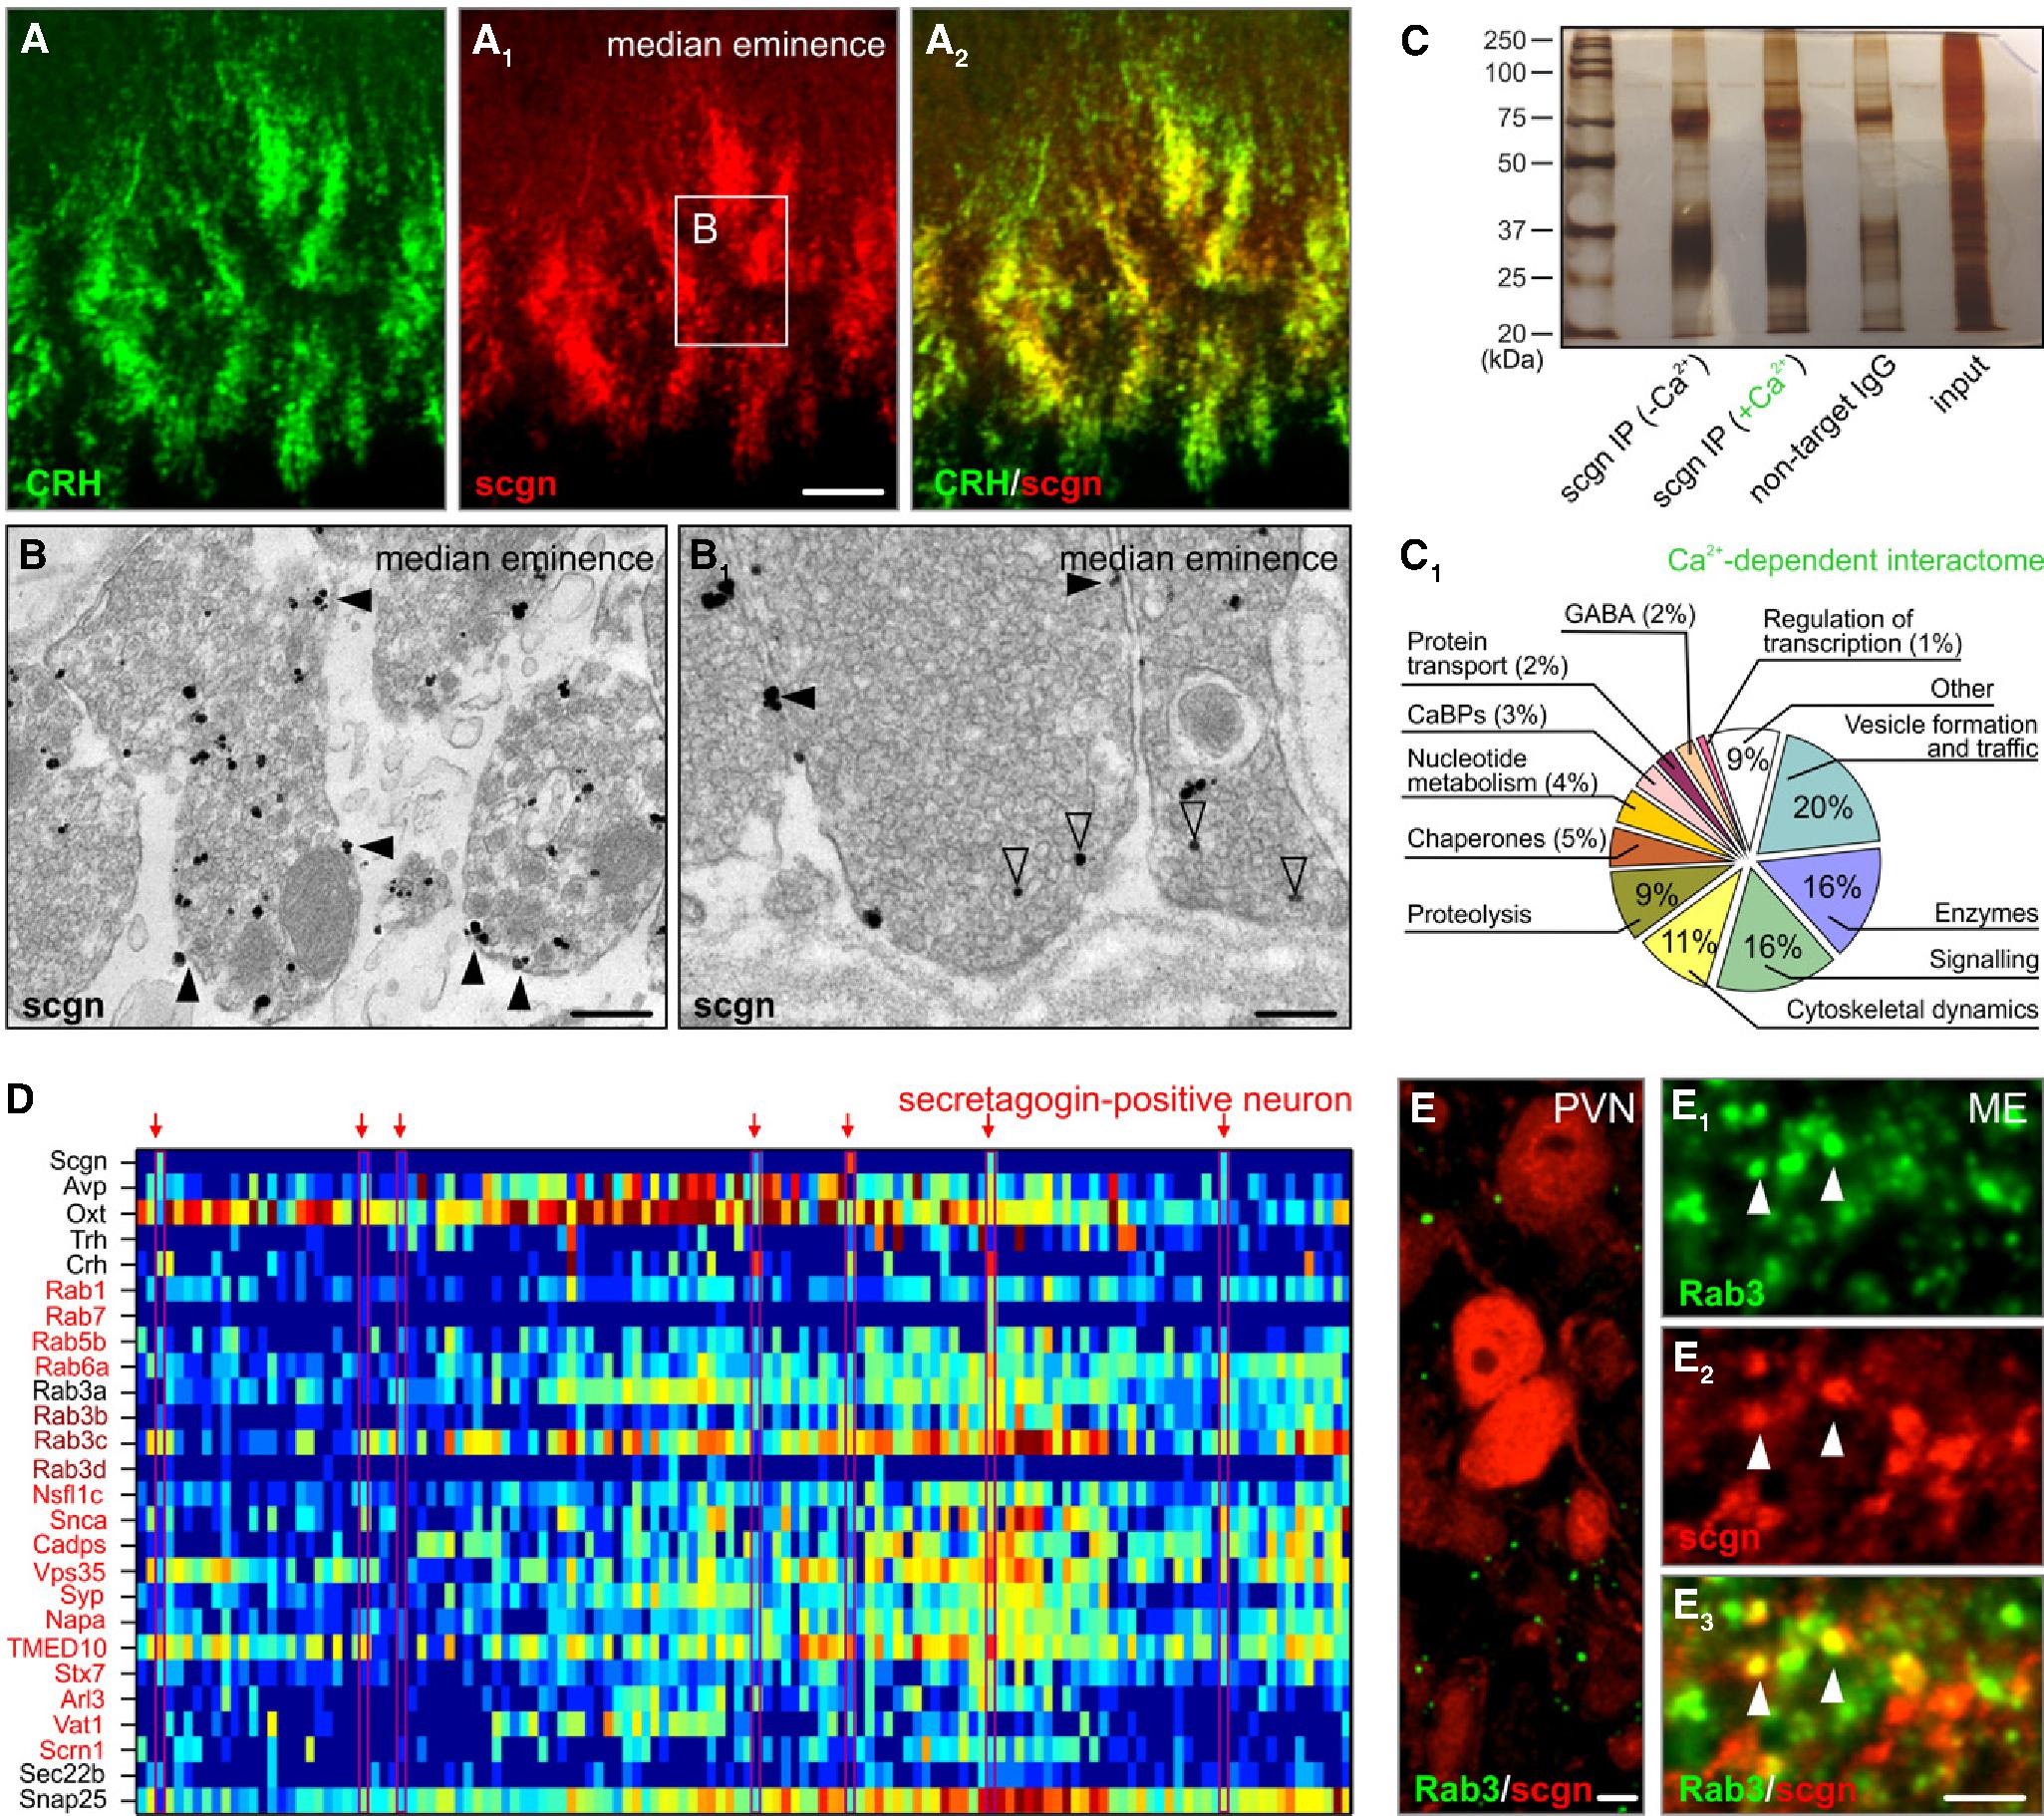 A
CRH
A1
median eminence
B
scgn
A2
CRH/scgn
B
median eminence
scgn
B1
median eminence
scgn
C
250
100
75
50
37
25
20
(kDa)
scgn IP (-Ca2+)
scgn IP (+Ca2+)
non-target IgG
input
C1
Ca2+-dependent interactome
GABA (2%)
Regulation of
transcription (1%)
Protein
transport (2%)
Other
CaBPs (3%)
Vesicle formation
and traffic
Nucleotide
metabolism (4%)
Chaperones (5%)
Proteolysis
Enzymes
Signalling
Cytoskeletal dynamics
9%
20%
16%
16%
11%
9%
D
secretagogin-positive neuron
Scgn
Avp
Oxt
Trh
Crh
Rab1
Rab7
Rab5b
Rab6a
Rab3a
Rab3b
Rab3c
Rab3d
Nsfl1c
Snca
Cadps
Vps35
Syp
Napa
TMED10
Stx7
Arl3
Vat1
Scrn1
Sec22b
Snap25
E
PVN
Rab3/scgn
E1
ME
Rab3
E2
scgn
E3
Rab3/scgn